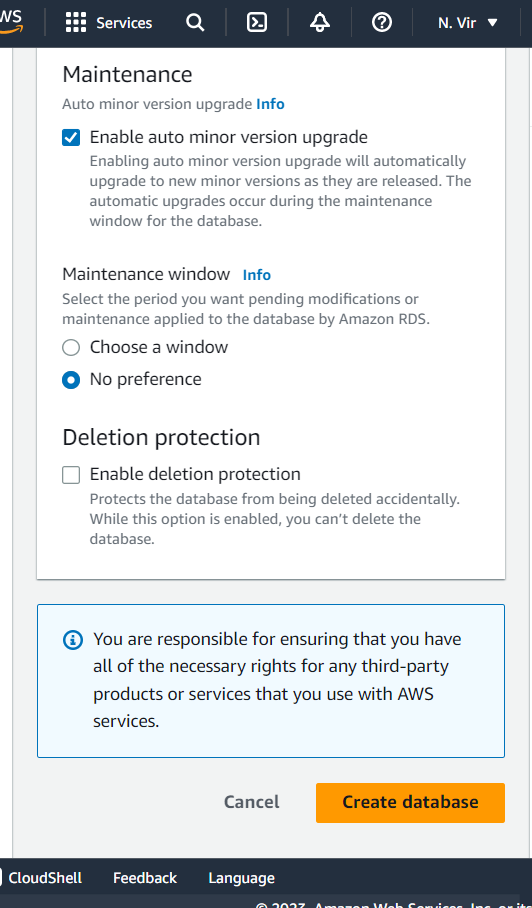 Services
N. Vir
Maintenance
Auto minor version upgrade Info
Enable auto minor version upgrade
Enabling auto minor version upgrade will automatically
upgrade to new minor versions as they are released. The
automatic upgrades occur during the maintenance
window for the database.
Maintenance window Info
Select the period you want pending modifications or
maintenance applied to the database by Amazon RDS.
Choose a window
No preference
Deletion protection
Enable deletion protection
Protects the database from being deleted accidentally.
While this option is enabled, you can't delete the
database.
You are responsible for ensuring that you have
all of the necessary rights for any third-party
products or services that you use with AWS
services.
Cancel Create database
CloudShell Feedback Language
© 2023, Amazon Web Services, Inc. or its